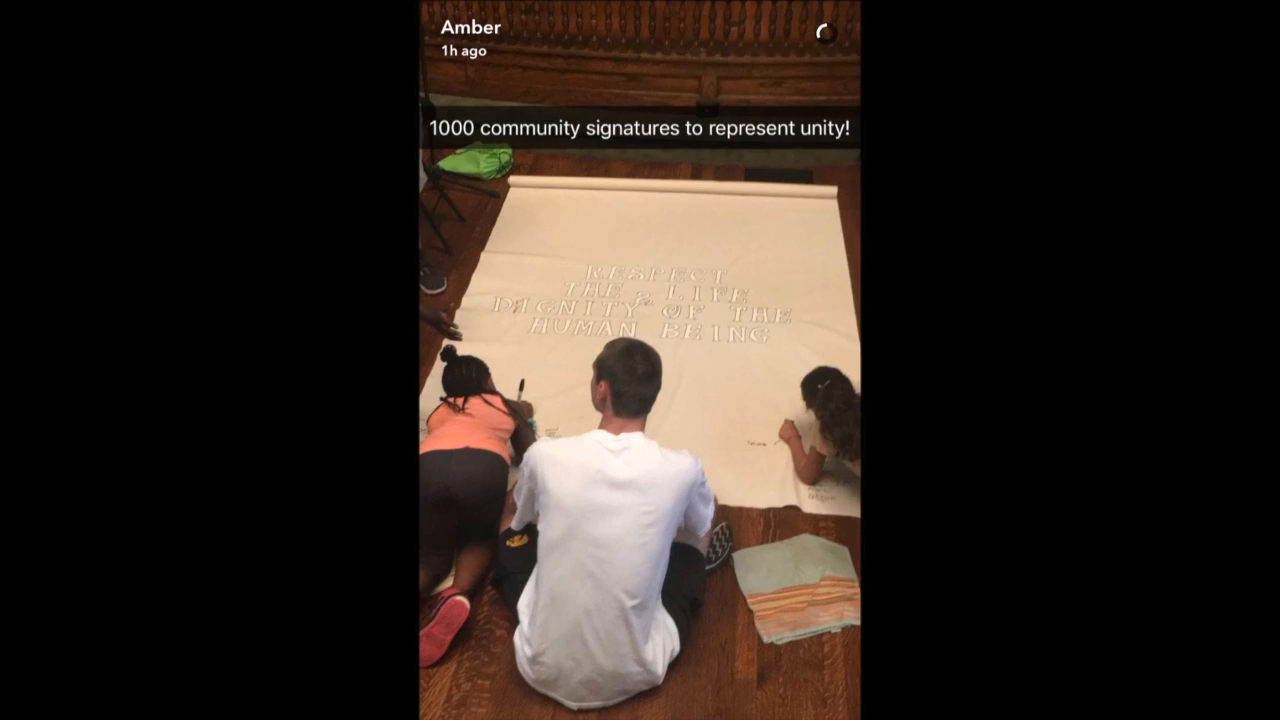 Amber
1h ago
1000 community signatures to represent unity!
RESPECT
THE & LIFE
DIGNITY OF THE
HUMAN BEING